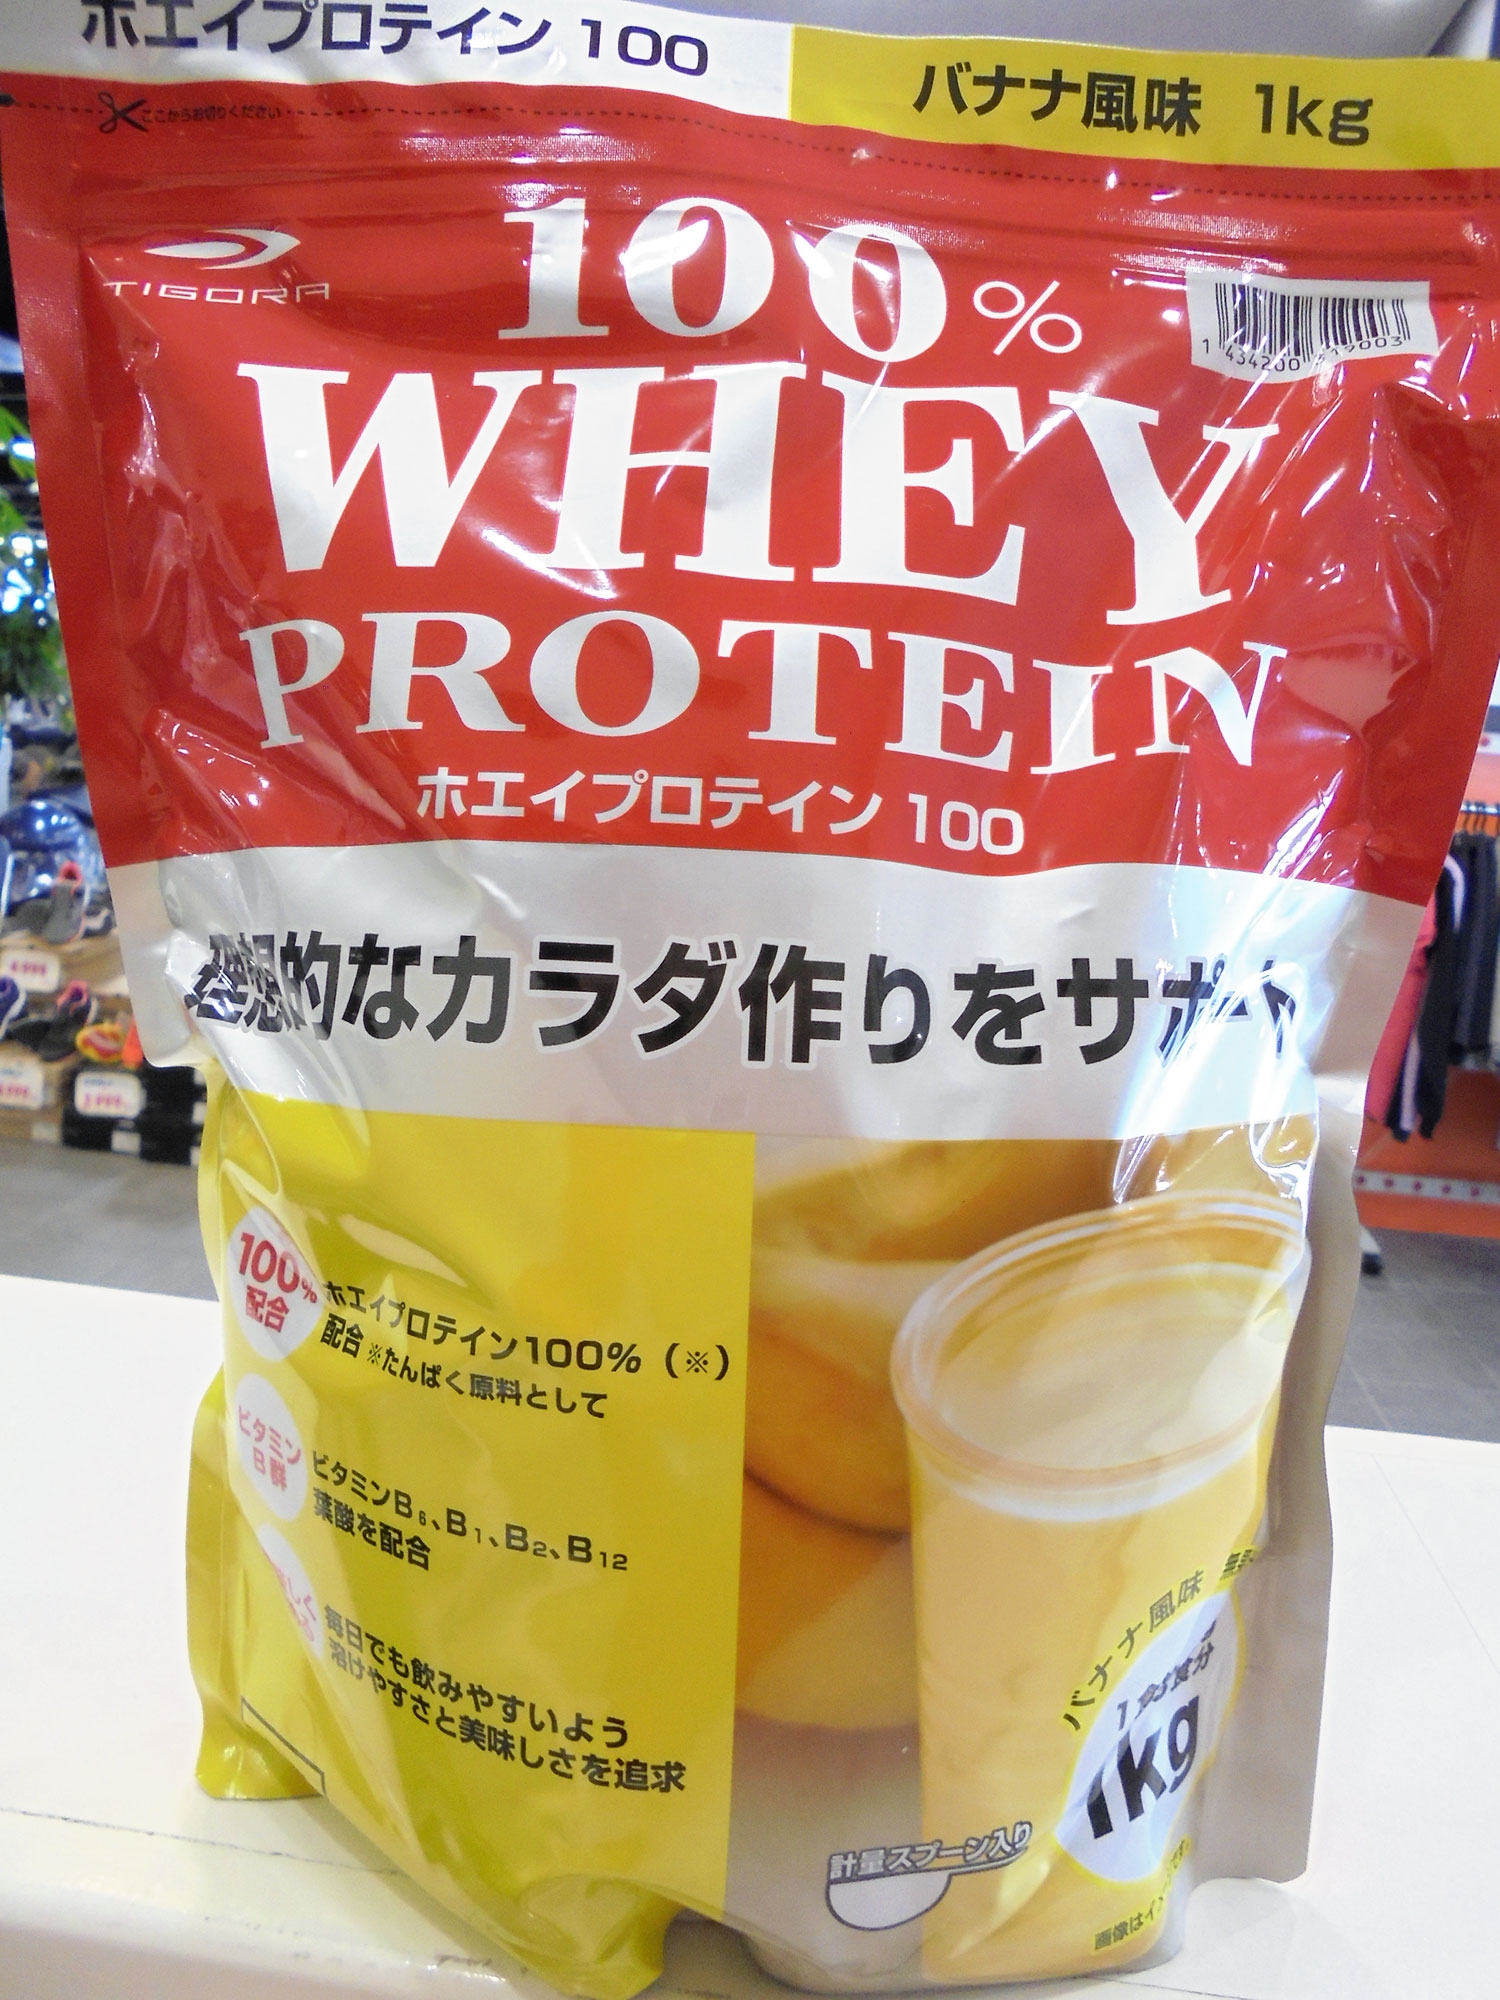 ホエイプロテイン 100
バナナ風味 1kg
ここからお切りください
TIGORA
100%
WHEY
PROTEIN
ホエイプロテイン 100
理想的なカラダ作りをサポート
100%
配合
ホエイプロテイン100%（※）
配合 ※たんぱく原料として
ビタミン
B群
ビタミンB6、B1、B2、B12
葉酸を配合
毎日でも飲みやすいよう
溶けやすさと美味しさを追求
バナナ風味
1kg
計量スプーン入り
画像は